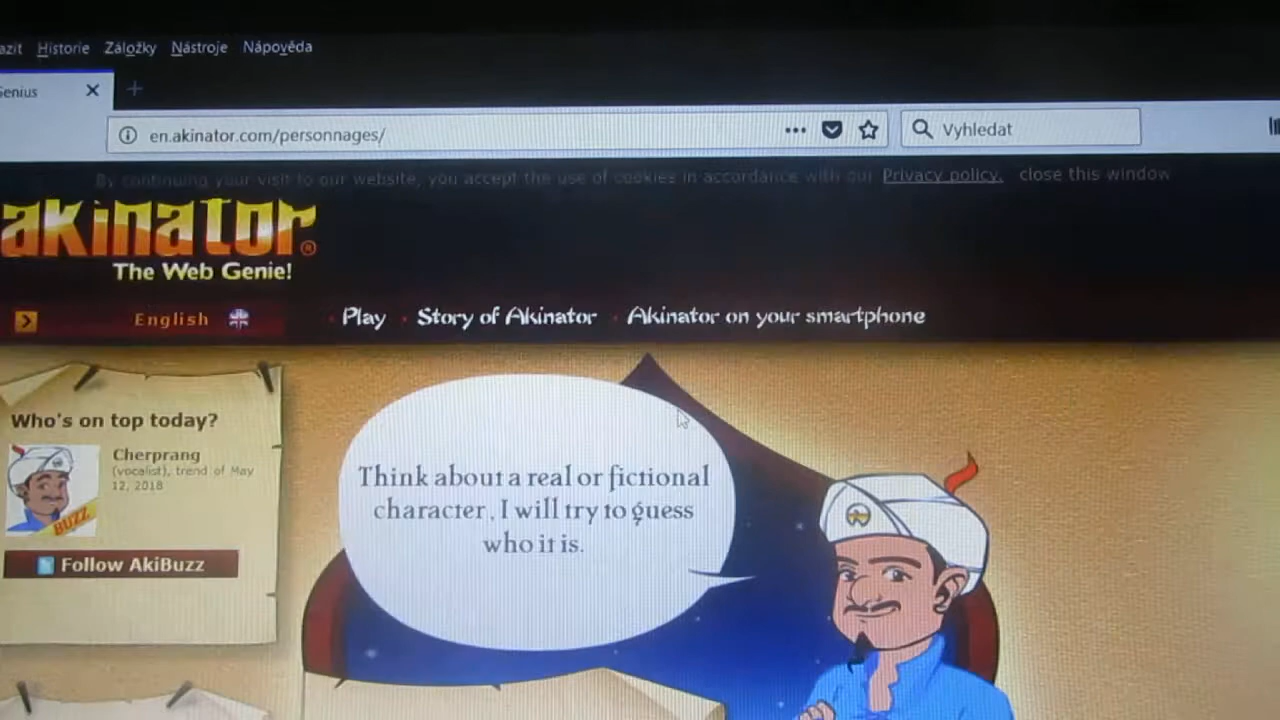 azit Historie Záložky Nástroje Nápověda
Genius
en.akinator.com/personnages/
Vyhledat
By continuing your visit to our website, you accept the use of cookies in accordance with our Privacy policy. close this window
akinator®
The Web Genie!
English
Play Story of Akinator Akinator on your smartphone
Who's on top today?
Cherprang
(vocalist), trend of May
12, 2018
BUZZ
Follow AkiBuzz
Think about a real or fictional
character, I will try to guess
who it is.